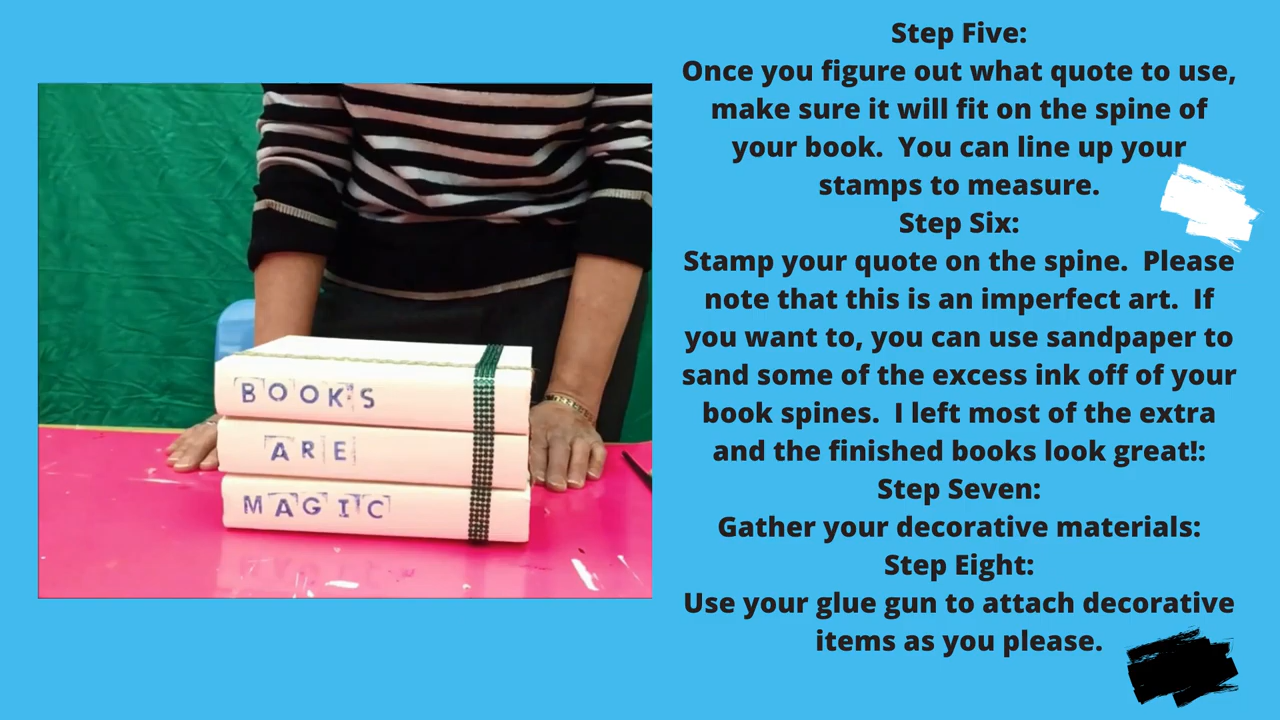 BOOKS
ARE
MAGIC
Step Five:
Once you figure out what quote to use,
make sure it will fit on the spine of
your book.  You can line up your
stamps to measure.
Step Six:
Stamp your quote on the spine.  Please
note that this is an imperfect art.  If
you want to, you can use sandpaper to
sand some of the excess ink off of your
book spines.  I left most of the extra
and the finished books look great!:
Step Seven:
Gather your decorative materials:
Step Eight:
Use your glue gun to attach decorative
items as you please.